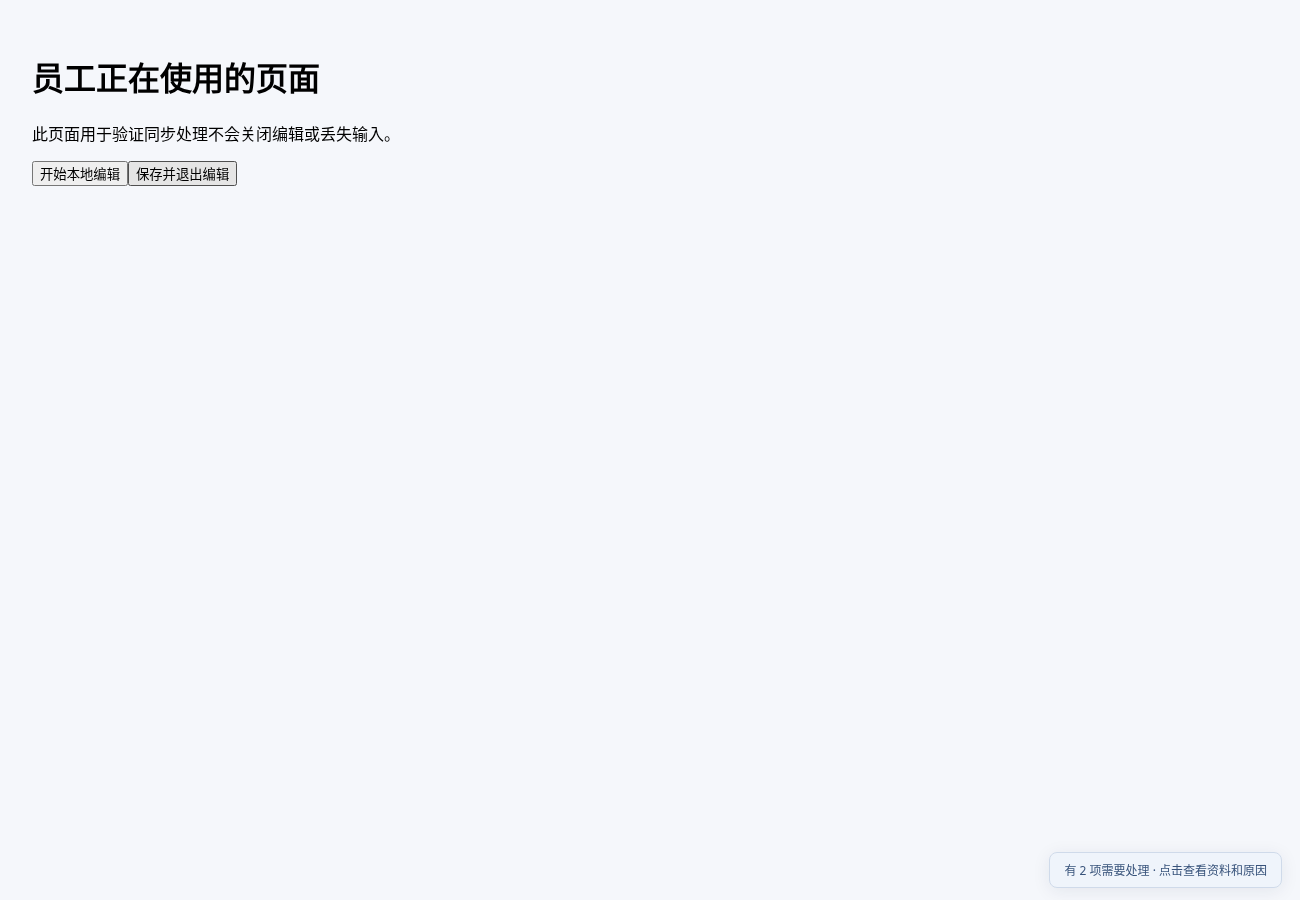 员工正在使用的页面
此页面用于验证同步处理不会关闭编辑或丢失输入。
开始本地编辑 保存并退出编辑
有 2 项需要处理 · 点击查看资料和原因